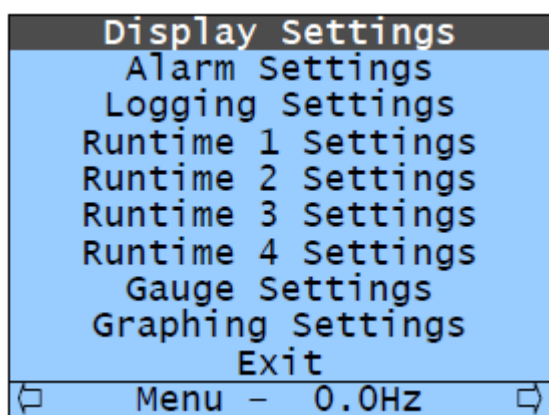 Display Settings
Alarm Settings
Logging Settings
Runtime 1 Settings
Runtime 2 Settings
Runtime 3 Settings
Runtime 4 Settings
Gauge Settings
Graphing Settings
Exit
Menu – 0.0Hz